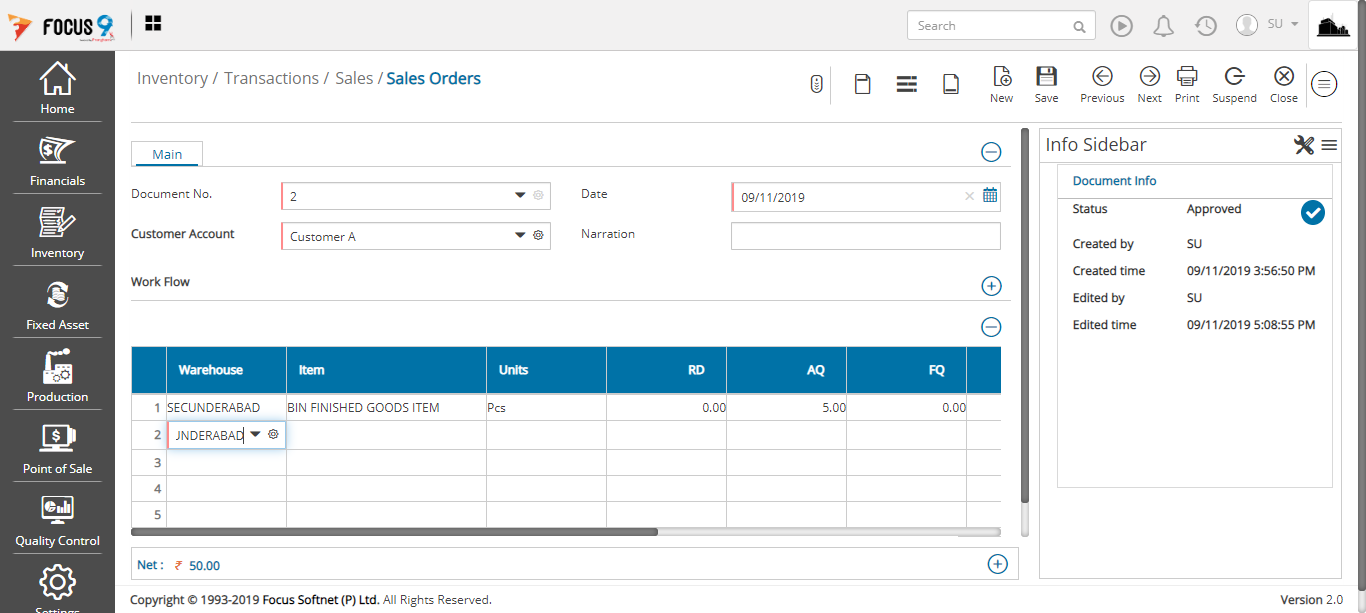 FOCUS 9
Search
SU
Home
Financials
Inventory
Fixed Asset
Production
Point of Sale
Quality Control
Settings
Inventory / Transactions / Sales / Sales Orders
New Save Previous Next Print Suspend Close
Main
Document No. 2 Date 09/11/2019
Customer Account Customer A Narration
Work Flow
Warehouse Item Units RD AQ FQ
1 SECUNDERABAD BIN FINISHED GOODS ITEM Pcs 0.00 5.00 0.00
2 JNDERABAD
3
4
5
Net : ₹ 50.00
Info Sidebar
Document Info
Status Approved
Created by SU
Created time 09/11/2019 3:56:50 PM
Edited by SU
Edited time 09/11/2019 5:08:55 PM
Copyright © 1993-2019 Focus Softnet (P) Ltd. All Rights Reserved.
Version 2.0